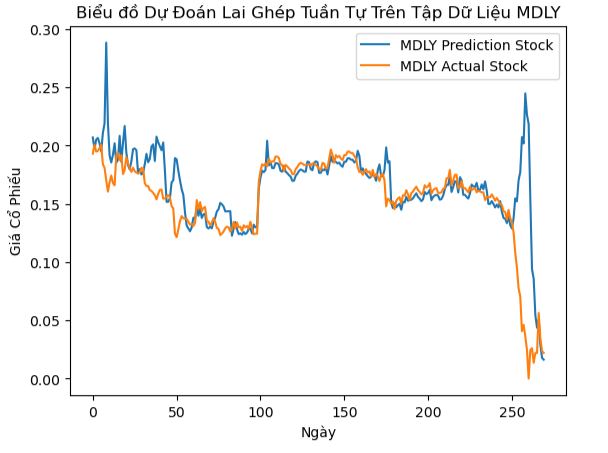 Biểu đồ Dự Đoán Lai Ghép Tuần Tự Trên Tập Dữ Liệu MDLY
MDLY Prediction Stock
MDLY Actual Stock
Giá Cổ Phiếu
0.30
0.25
0.20
0.15
0.10
0.05
0.00
0
50
100
150
200
250
Ngày